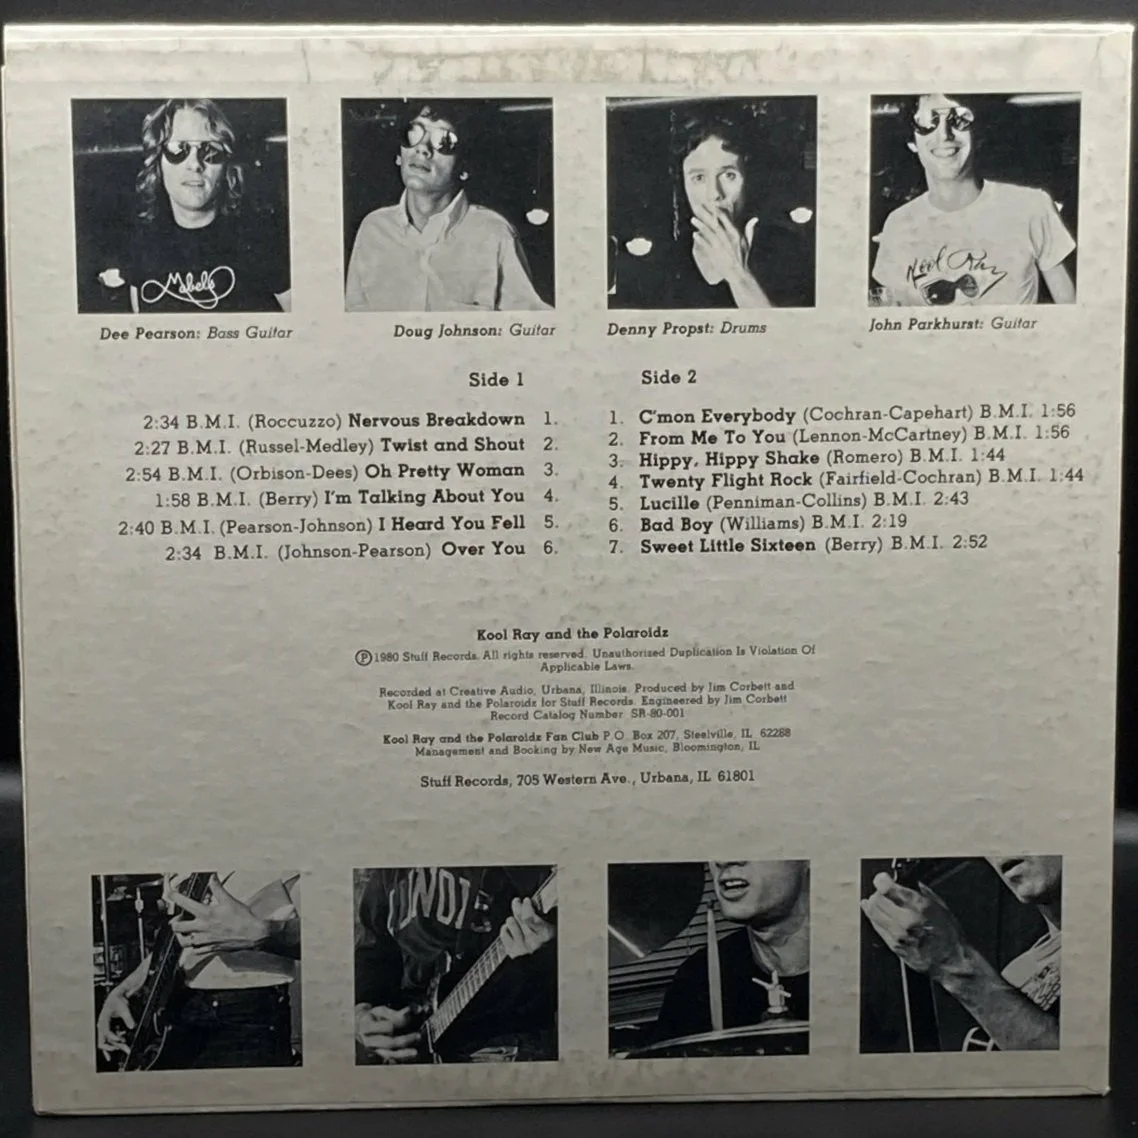 Mabels
Kool Ray
Dee Pearson: Bass Guitar
Doug Johnson: Guitar
Denny Propst: Drums
John Parkhurst: Guitar
Side 1
2:34 B.M.I. (Roccuzzo) Nervous Breakdown 1.
2:27 B.M.I. (Russel-Medley) Twist and Shout 2.
2:54 B.M.I. (Orbison-Dees) Oh Pretty Woman 3.
1:58 B.M.I. (Berry) I'm Talking About You 4.
2:40 B.M.I. (Pearson-Johnson) I Heard You Fell 5.
2:34 B.M.I. (Johnson-Pearson) Over You 6.
Side 2
1. C'mon Everybody (Cochran-Capehart) B.M.I. 1:56
2. From Me To You (Lennon-McCartney) B.M.I. 1:56
3. Hippy, Hippy Shake (Romero) B.M.I. 1:44
4. Twenty Flight Rock (Fairfield-Cochran) B.M.I. 1:44
5. Lucille (Penniman-Collins) B.M.I. 2:43
6. Bad Boy (Williams) B.M.I. 2:19
7. Sweet Little Sixteen (Berry) B.M.I. 2:52
Kool Ray and the Polaroidz
Ⓟ1980 Stuff Records. All rights reserved. Unauthorized Duplication Is Violation Of
Applicable Laws.
Recorded at Creative Audio, Urbana, Illinois. Produced by Jim Corbett and
Kool Ray and the Polaroidz for Stuff Records. Engineered by Jim Corbett
Record Catalog Number SR-80-001
Kool Ray and the Polaroidz Fan Club P.O. Box 207, Steelville, IL 62288
Management and Booking by New Age Music, Bloomington, IL
Stuff Records, 705 Western Ave., Urbana, IL 61801